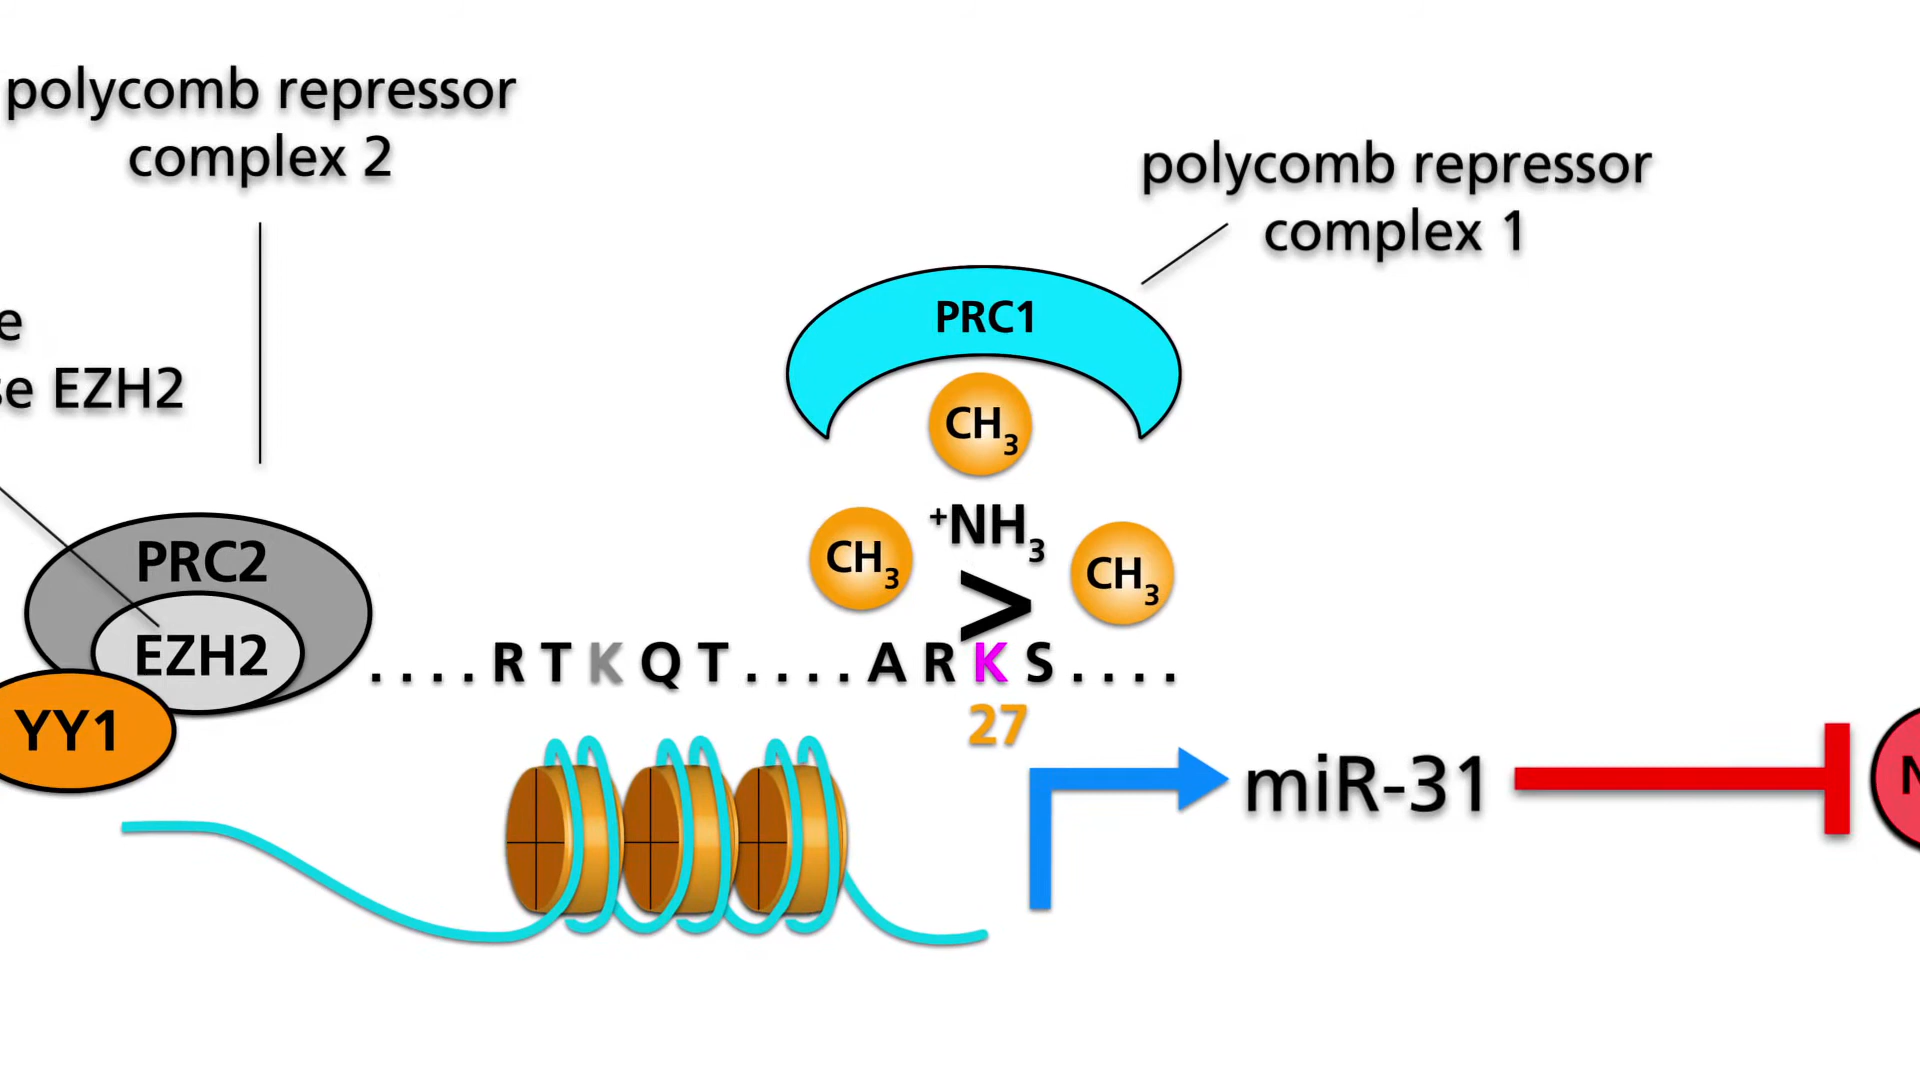 polycomb repressor
complex 2
polycomb repressor
complex 1
e
se EZH2
PRC1
CH3
+NH3
CH3
CH3
>
PRC2
EZH2
YY1
....RTKQT....ARKS....
27
miR-31
N